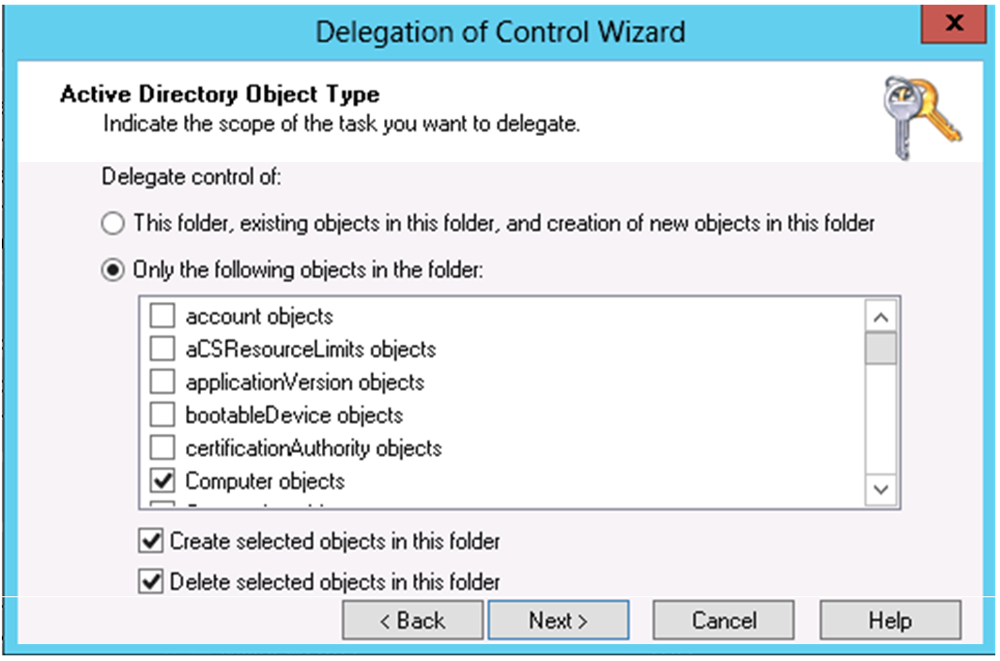 Delegation of Control Wizard
x
Active Directory Object Type
Indicate the scope of the task you want to delegate.
Delegate control of:
This folder, existing objects in this folder, and creation of new objects in this folder
Only the following objects in the folder:
account objects
aCSResourceLimits objects
applicationVersion objects
bootableDevice objects
certificationAuthority objects
Computer objects
Create selected objects in this folder
Delete selected objects in this folder
< Back Next > Cancel Help